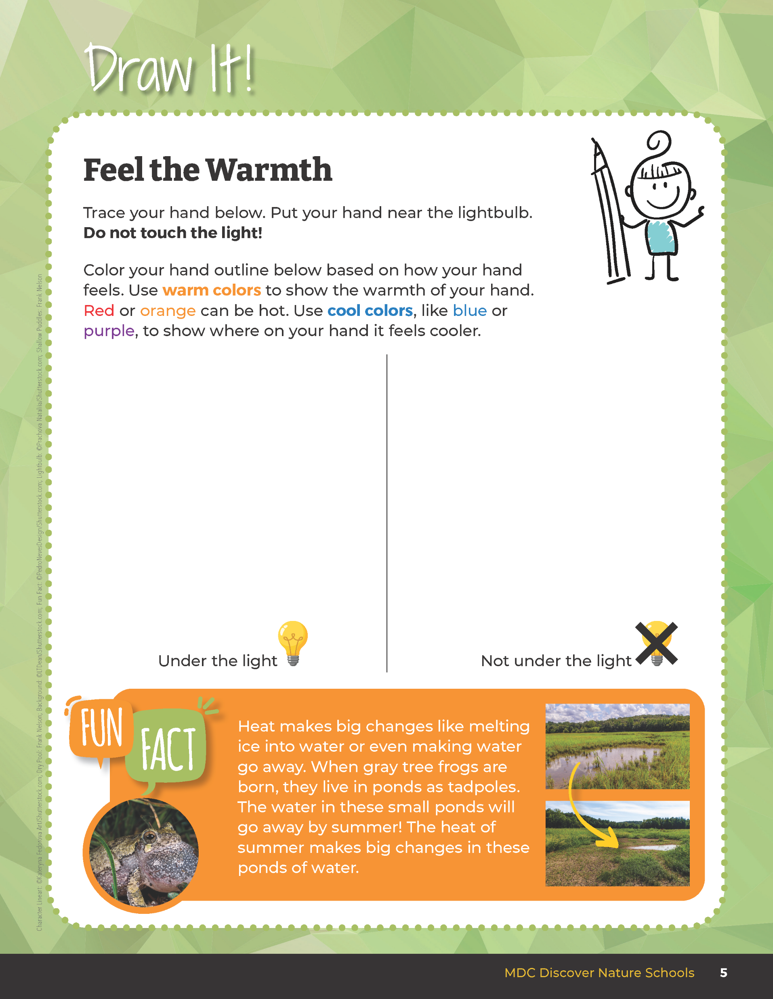 Draw It!
Feel the Warmth
Trace your hand below. Put your hand near the lightbulb.
Do not touch the light!
Color your hand outline below based on how your hand
feels. Use warm colors to show the warmth of your hand.
Red or orange can be hot. Use cool colors, like blue or
purple, to show where on your hand it feels cooler.
Under the light
Not under the light
FUN
FACT
Heat makes big changes like melting
ice into water or even making water
go away. When gray tree frogs are
born, they live in ponds as tadpoles.
The water in these small ponds will
go away by summer! The heat of
summer makes big changes in these
ponds of water.
Character Lineart: ©Kateryna Fedorova Art/Shutterstock.com; Dry Pool: Frank Nelson; Background: ©LTDean/Shutterstock.com; Fun Fact: ©PedroNevesDesign/Shutterstock.com; Lightbulb: ©Prachova Nataliia/Shutterstock.com; Shallow Puddles: Frank Nelson
MDC Discover Nature Schools 5